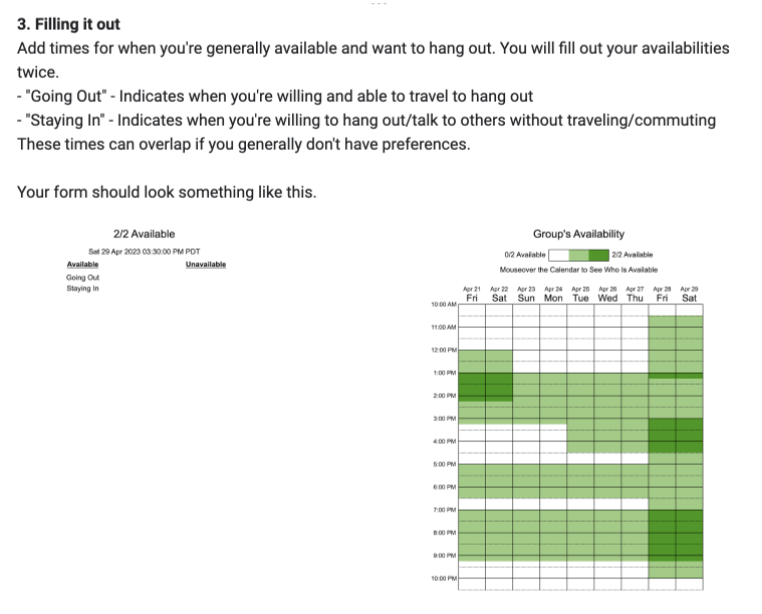 3. Filling it out
Add times for when you're generally available and want to hang out. You will fill out your availabilities
twice.
- "Going Out" - Indicates when you're willing and able to travel to hang out
- "Staying In" - Indicates when you're willing to hang out/talk to others without traveling/commuting
These times can overlap if you generally don't have preferences.
Your form should look something like this.
2/2 Available
Sat 29 Apr 2023 03:30:00 PM PDT
Available Unavailable
Going Out
Staying In
Group's Availability
0/2 Available 2/2 Available
Mouseover the Calendar to See Who Is Available
Apr 21 Apr 22 Apr 23 Apr 24 Apr 25 Apr 26 Apr 27 Apr 28 Apr 29
Fri Sat Sun Mon Tue Wed Thu Fri Sat
10:00 AM
11:00 AM
12:00 PM
1:00 PM
2:00 PM
3:00 PM
4:00 PM
5:00 PM
6:00 PM
7:00 PM
8:00 PM
9:00 PM
10:00 PM